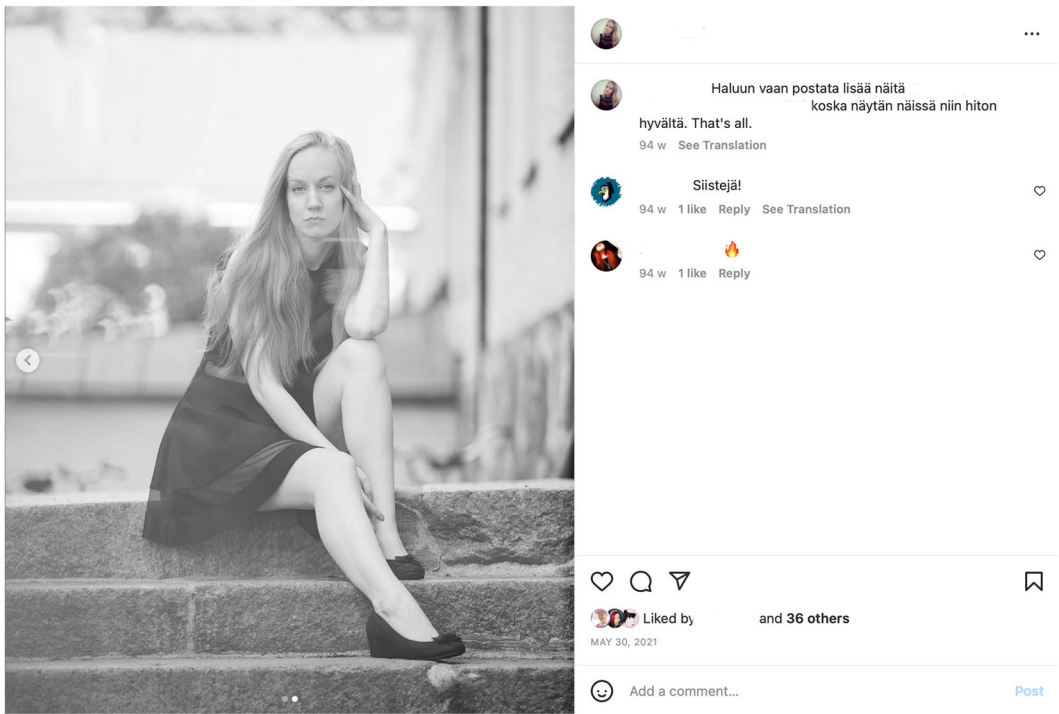 Haluun vaan postata lisää näitä
koska näytän näissä niin hiton
hyvältä. That's all.
94 w See Translation
Siistejä!
94 w 1 like Reply See Translation
🔥
94 w 1 like Reply
Liked by and 36 others
MAY 30, 2021
Add a comment... Post